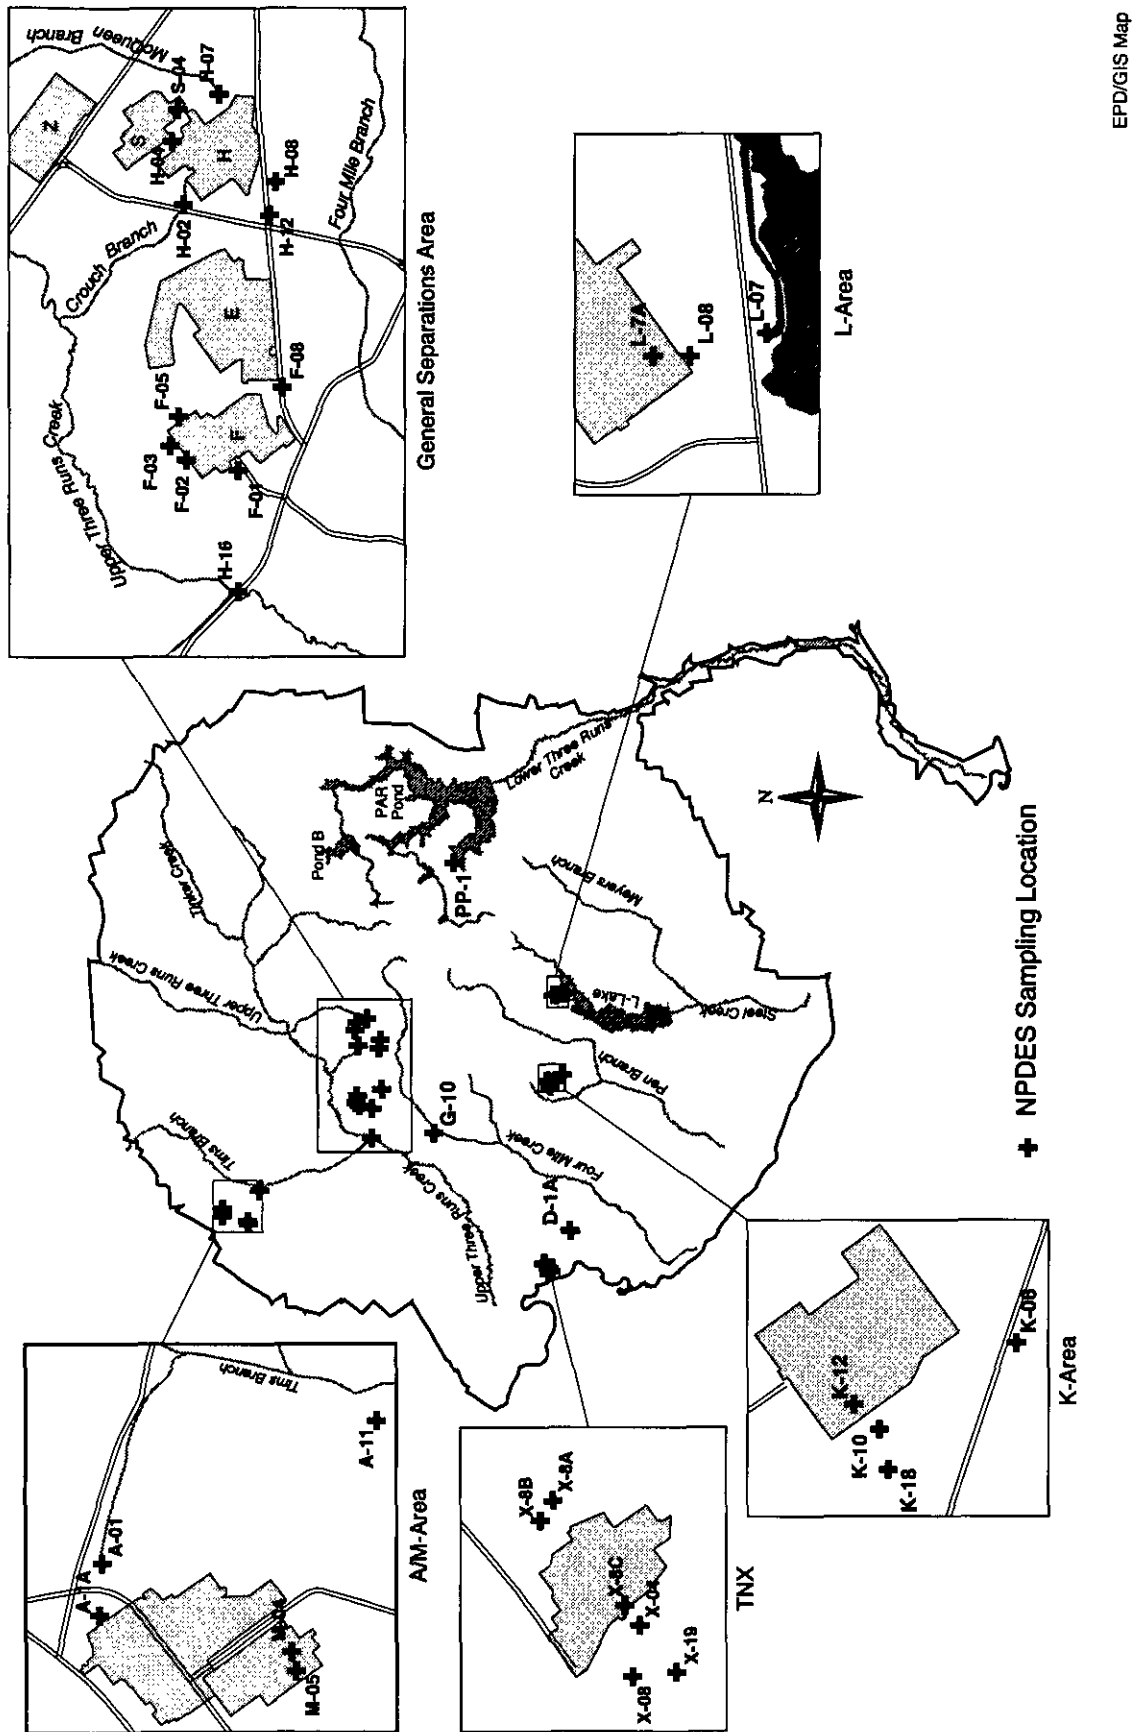 McQueen Branch
Z
S
S-04
H-07
H-04
H
H-02
H-08
H-12
Crouch Branch
Four Mile Branch
Upper Three Runs Creek
E
F-05
F-08
F-03
F-02
F
F-01
H-16
General Separations Area
L-7A
L-08
L-07
L-Area
Tinker Creek
Upper Three Runs Creek
Pond B
PAR
Pond
PP-1
Lower Three Runs
Creek
Meyers Branch
L-Lake
Steel Creek
Pen Branch
Tims Branch
G-10
Four Mile Creek
Upper Three Runs Creek
D-1A
N
Tims Branch
A-11
A-01
M-04
M-05
A/M-Area
X-8B
X-8A
X-8C
X-04
X-19
X-08
TNX
K-12
K-10
K-18
K-06
K-Area
NPDES Sampling Location
EPD/GIS Map